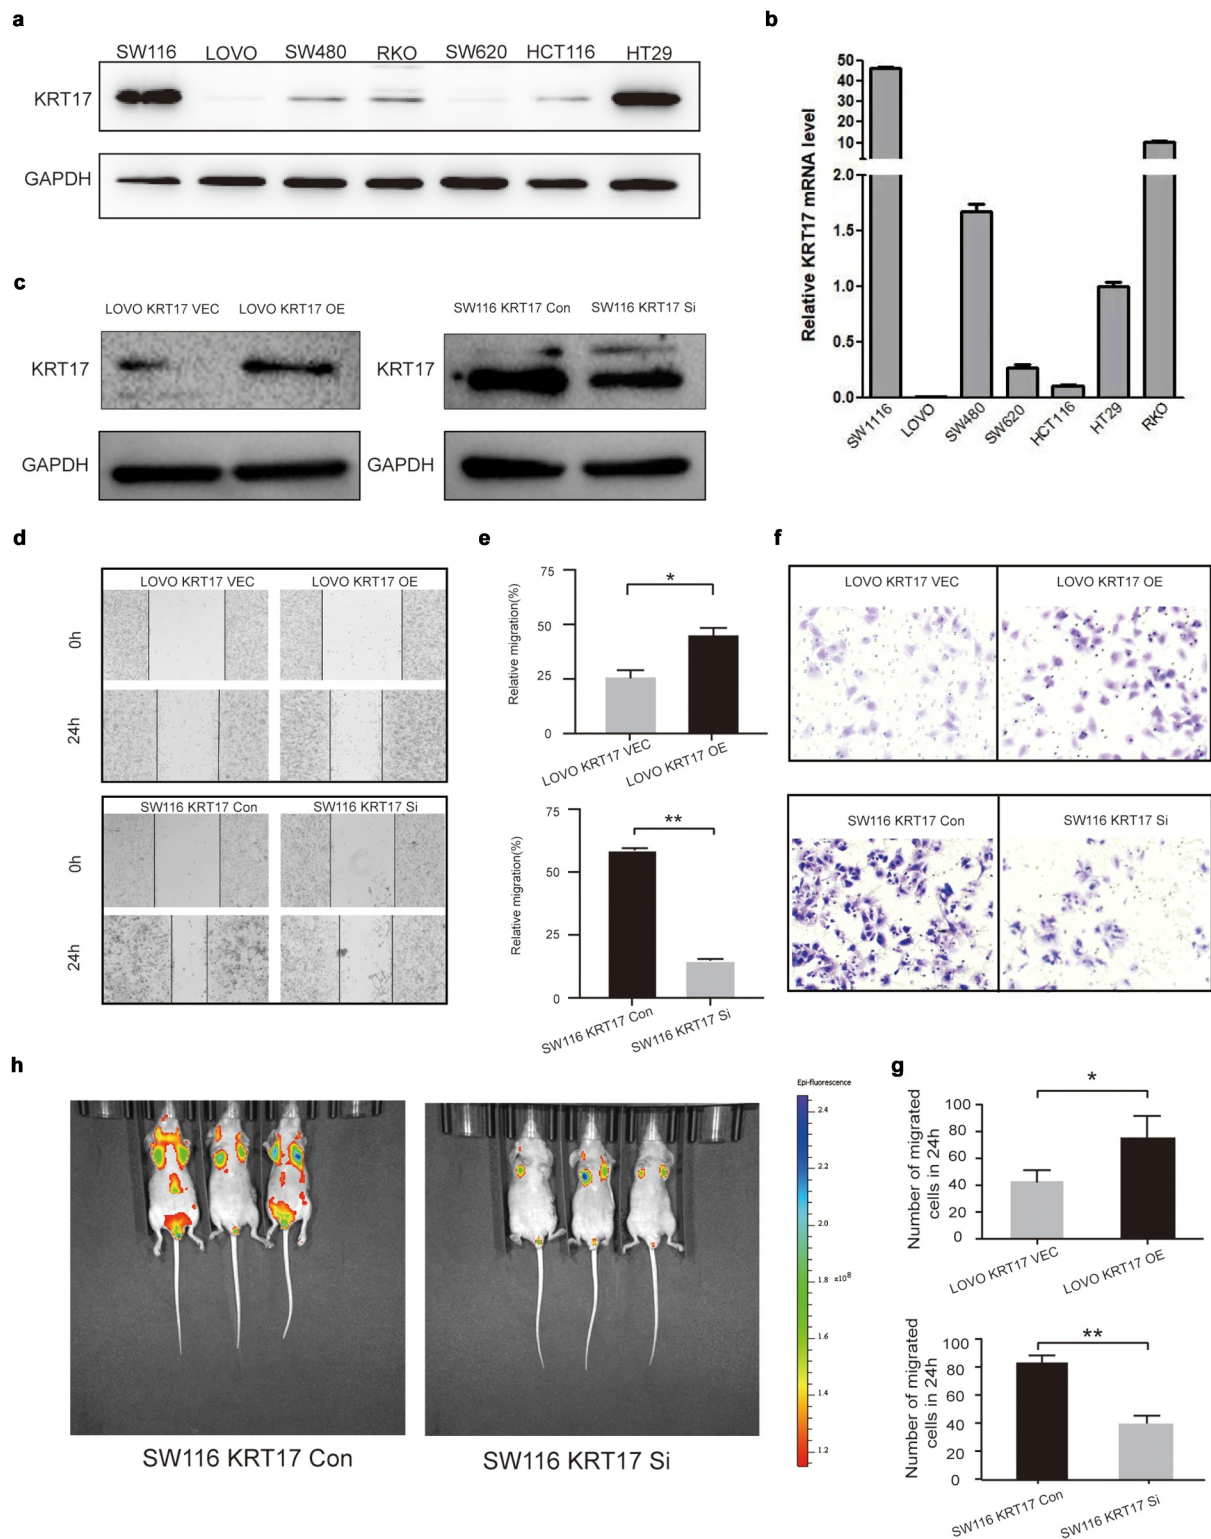 a
SW116 LOVO SW480 RKO SW620 HCT116 HT29
KRT17
GAPDH
b
Relative KRT17 mRNA level
50
40
30
20
10
2.0
1.5
1.0
0.5
0.0
SW1116 LOVO SW480 SW620 HCT116 HT29 RKO
c
LOVO KRT17 VEC LOVO KRT17 OE
KRT17
GAPDH
SW116 KRT17 Con SW116 KRT17 Si
KRT17
GAPDH
d
LOVO KRT17 VEC LOVO KRT17 OE
0h
24h
SW116 KRT17 Con SW116 KRT17 Si
0h
24h
e
Relative migration(%)
75
50
25
0
*
LOVO KRT17 VEC LOVO KRT17 OE
Relative migration(%)
75
50
25
0
**
SW116 KRT17 Con SW116 KRT17 Si
f
LOVO KRT17 VEC LOVO KRT17 OE
SW116 KRT17 Con SW116 KRT17 Si
h
SW116 KRT17 Con SW116 KRT17 Si
Epi-fluorescence
2.4
2.2
2.0
1.8 x10⁸
1.6
1.4
1.2
g
Number of migrated
cells in 24h
100
80
60
40
20
0
*
LOVO KRT17 VEC LOVO KRT17 OE
Number of migrated
cells in 24h
100
80
60
40
20
0
**
SW116 KRT17 Con SW116 KRT17 Si